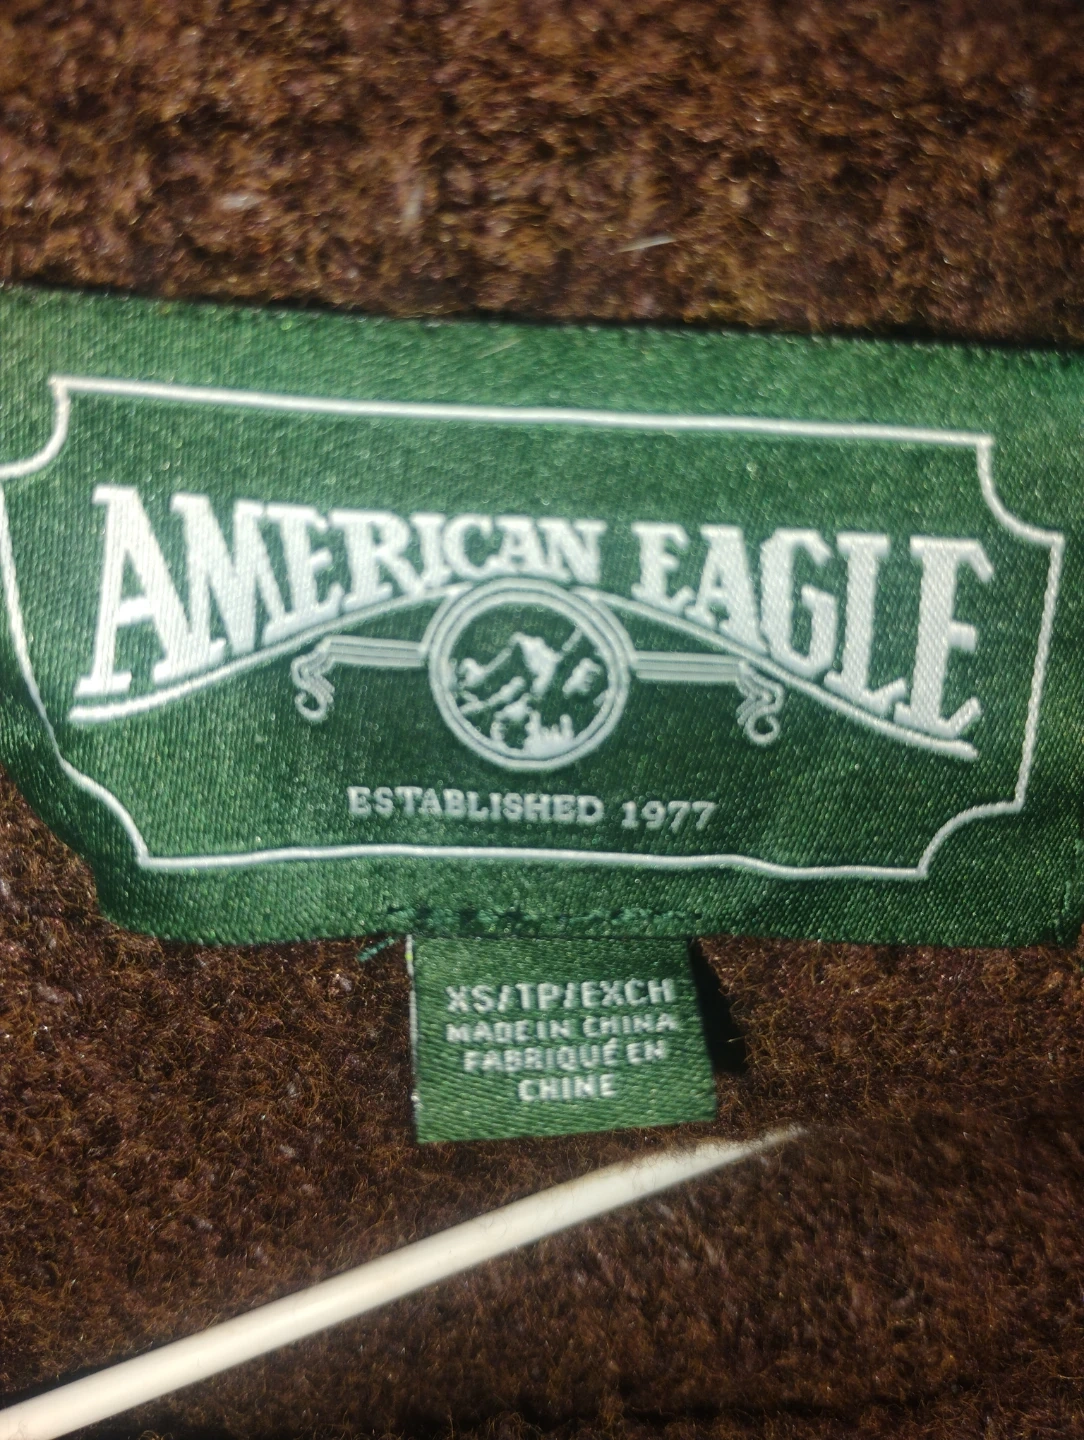 AMERICAN EAGLE
ESTABLISHED 1977
XS/TP/EXCH
MADE IN CHINA
FABRIQUÉ EN
CHINE